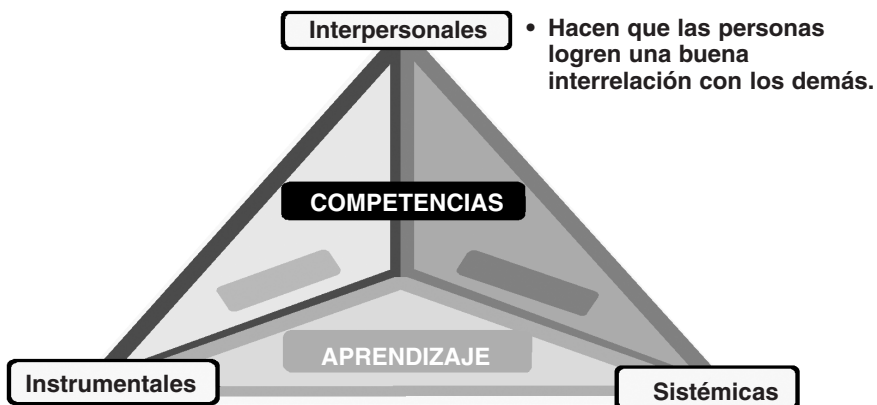 Interpersonales
• Hacen que las personas
logren una buena
interrelación con los demás.
COMPETENCIAS
APRENDIZAJE
Instrumentales
Sistémicas